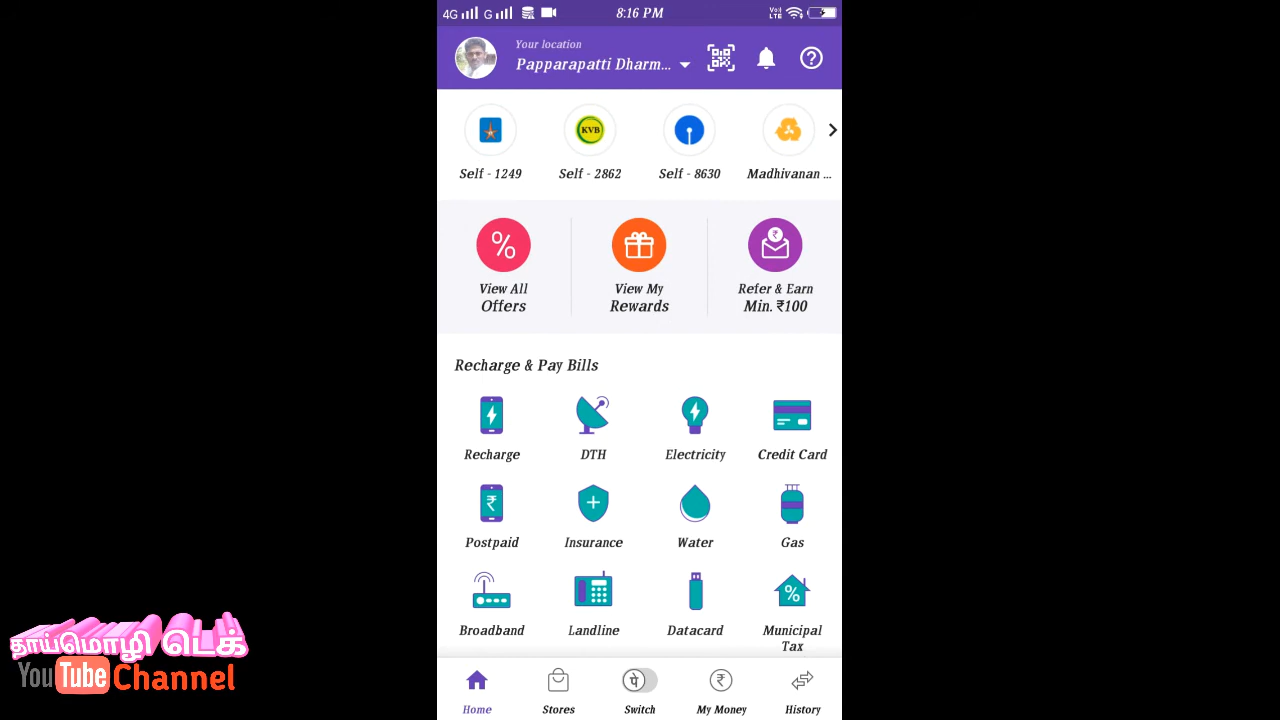 4G G 8:16 PM Vo) LTE
Your location
Papparapatti Dharm...
KVB
Self - 1249 Self - 2862 Self - 8630 Madhivanan ...
View All View My Refer & Earn
Offers Rewards Min. ₹100
Recharge & Pay Bills
Recharge DTH Electricity Credit Card
Postpaid Insurance Water Gas
Broadband Landline Datacard Municipal
Tax
Home Stores Switch My Money History
தாய்மொழி டெக்
YouTube Channel